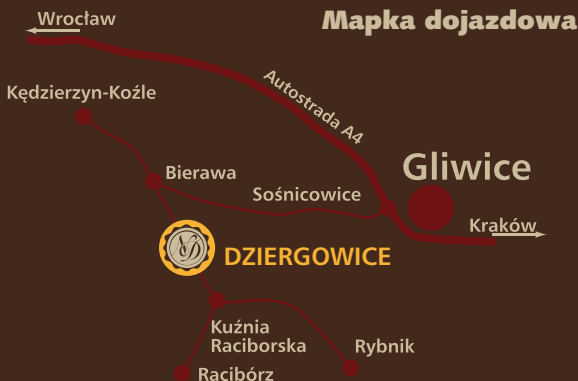 Wrocław
Mapka dojazdowa
Kędzierzyn-Koźle
Autostrada A4
Gliwice
Bierawa
Sośnicowice
Kraków
DZIERGOWICE
Kuźnia
Raciborska
Rybnik
Racibórz